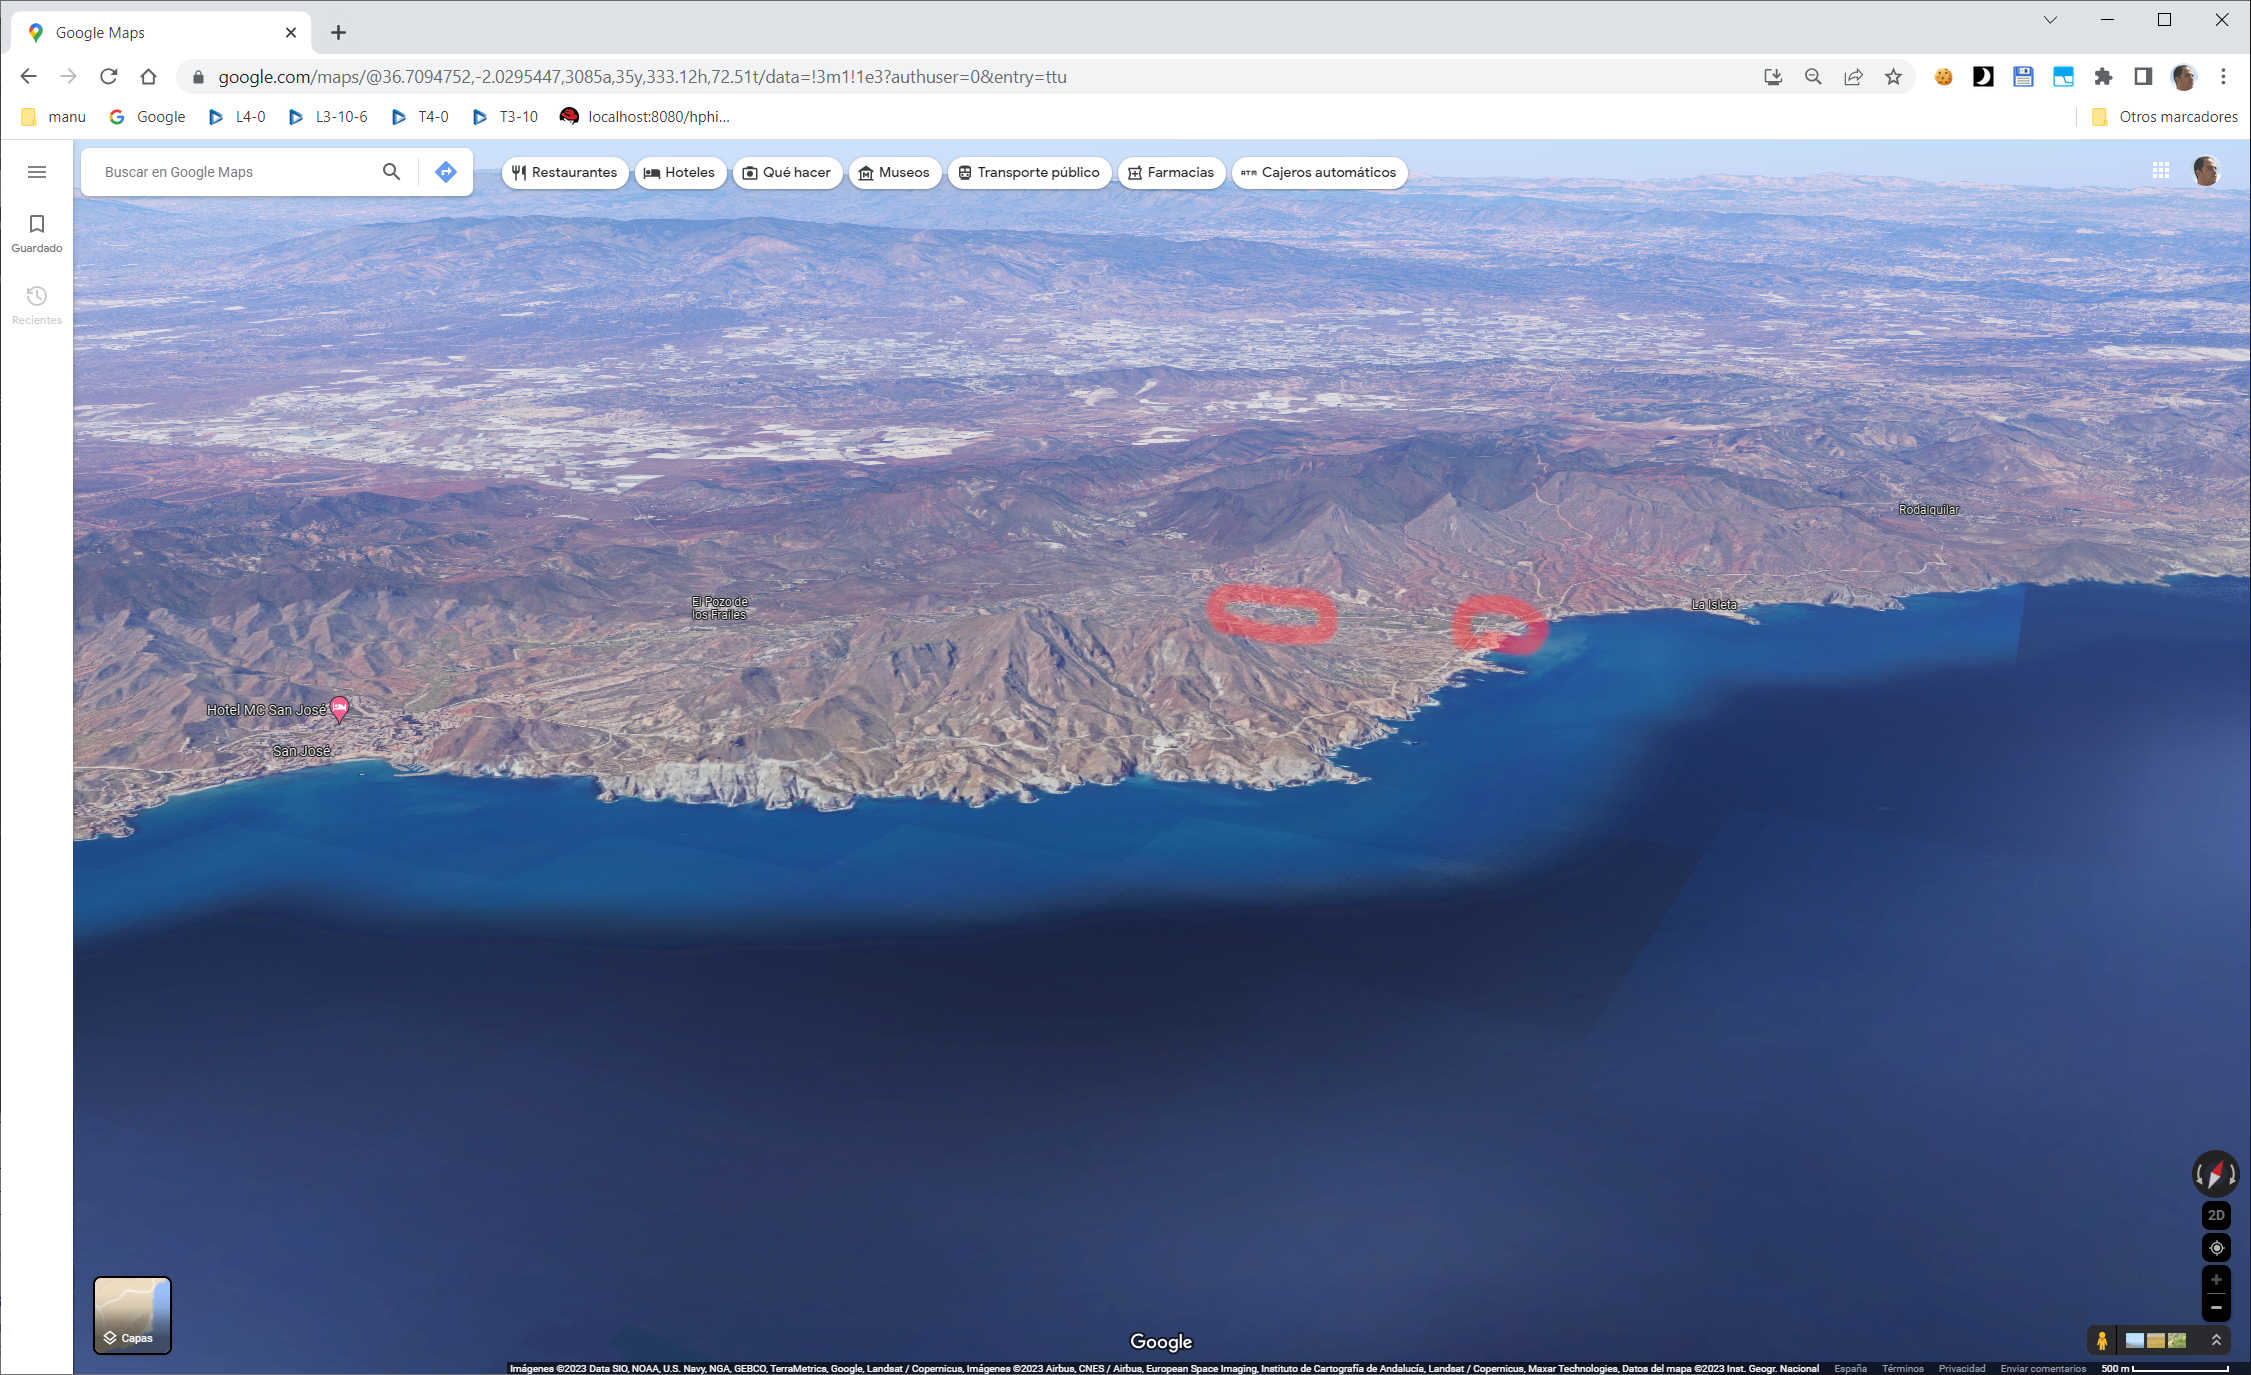 Google Maps
google.com/maps/@36.7094752,-2.0295447,3085a,35y,333.12h,72.51t/data=!3m1!1e3?authuser=0&entry=ttu
manu
Google
L4-0
L3-10-6
T4-0
T3-10
localhost:8080/hphi...
Otros marcadores
Buscar en Google Maps
Restaurantes
Hoteles
Qué hacer
Museos
Transporte público
Farmacias
ATM Cajeros automáticos
Guardado
Recientes
Rodalquilar
El Pozo de
los Frailes
La Isleta
Hotel MC San José
San José
2D
Capas
Google
Imágenes ©2023 Data SIO, NOAA, U.S. Navy, NGA, GEBCO, TerraMetrics, Google, Landsat / Copernicus, Imágenes ©2023 Airbus, CNES / Airbus, European Space Imaging, Instituto de Cartografía de Andalucía, Landsat / Copernicus, Maxar Technologies, Datos del mapa ©2023 Inst. Geogr. Nacional España Términos Privacidad Enviar comentarios 500 m